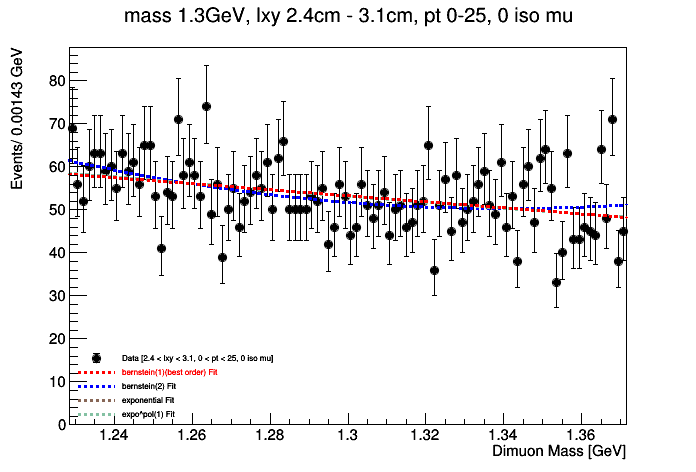 mass 1.3GeV, lxy 2.4cm - 3.1cm, pt 0-25, 0 iso mu
Events/ 0.00143 GeV
80
70
60
50
40
30
20
10
0
Data [2.4 < lxy < 3.1, 0 < pt < 25, 0 iso mu]
bernstein(1)(best order) Fit
bernstein(2) Fit
exponential Fit
expo*pol(1) Fit
1.24 1.26 1.28 1.3 1.32 1.34 1.36
Dimuon Mass [GeV]